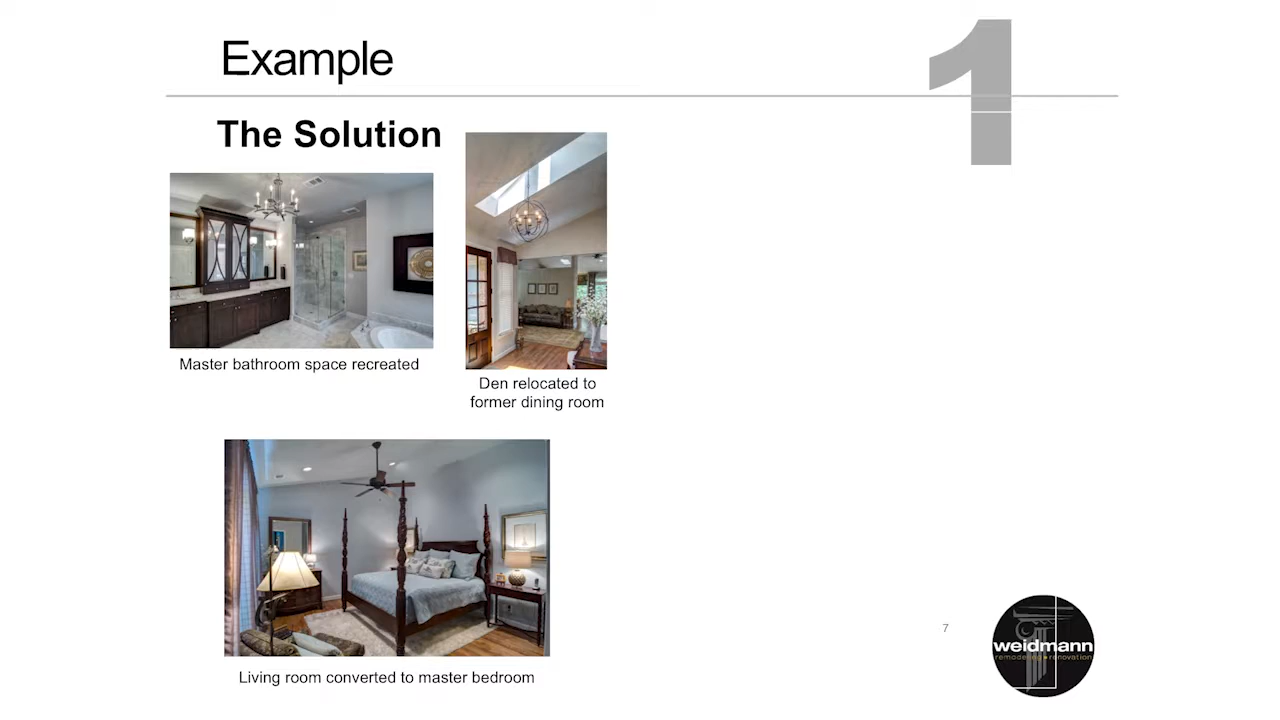 Example
1
The Solution
Master bathroom space recreated
Den relocated to
former dining room
Living room converted to master bedroom
7
weidmann
remodeling renovation